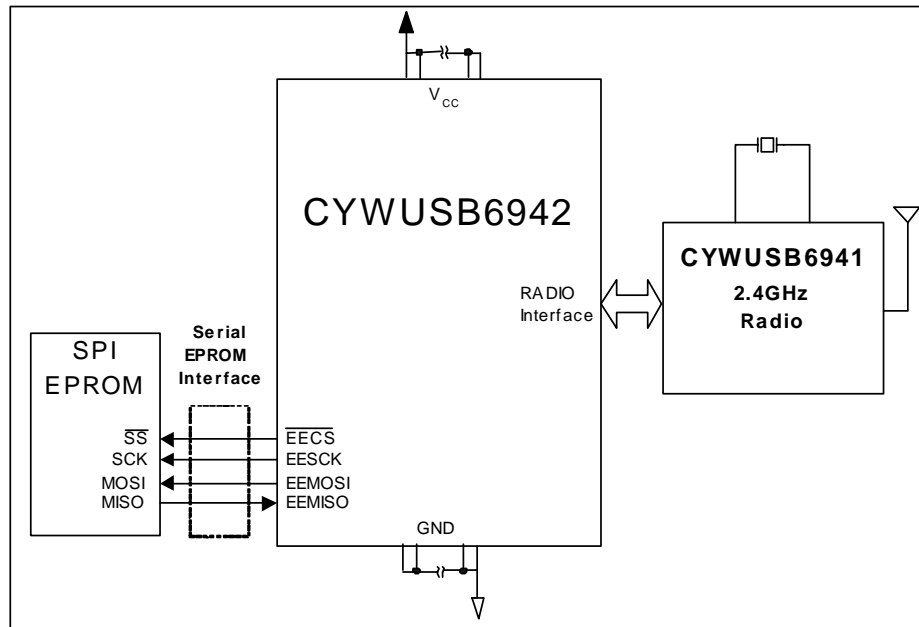 V_CC
CYWUSB6942
CYWUSB6941
2.4GHz
Radio
RADIO
Interface
Serial
EPROM
Interface
SPI
EPROM
SS
SCK
MOSI
MISO
EECS
EESCK
EEMOSI
EEMISO
GND